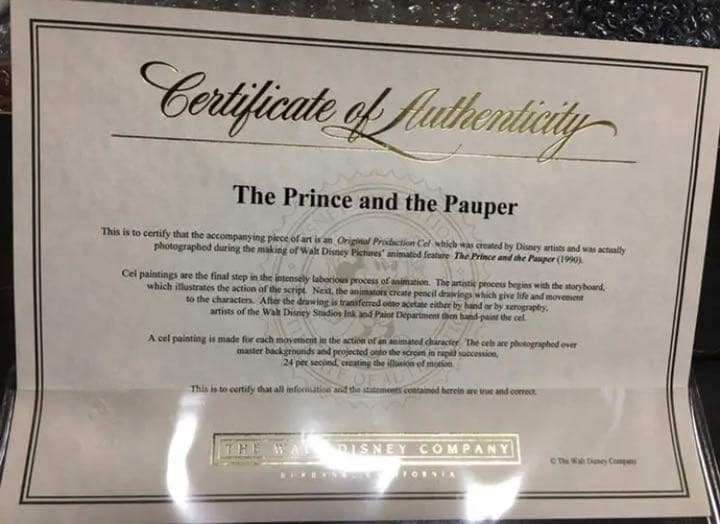 Certificate of Authenticity
The Prince and the Pauper
This is to certify that the accompanying piece of art is an Original Production Cel which was created by Disney artists and was actually
photographed during the making of Walt Disney Pictures' animated feature The Prince and the Pauper (1990).
Cel paintings are the final step in the intensely laborious process of animation. The artistic process begins with the storyboard,
which illustrates the action of the script. Next, the animators create pencil drawings which give life and movement
to the characters. After the drawing is transferred onto acetate either by hand or by xerography,
artists of the Walt Disney Studios Ink and Paint Department then hand-paint the cel.
A cel painting is made for each movement in the action of an animated character. The cels are photographed over
master backgrounds and projected onto the screen in rapid succession,
24 per second, creating the illusion of motion.
This is to certify that all information and the statements contained herein are true and correct.
THE WALT DISNEY COMPANY
BURBANK, CALIFORNIA
© The Walt Disney Company